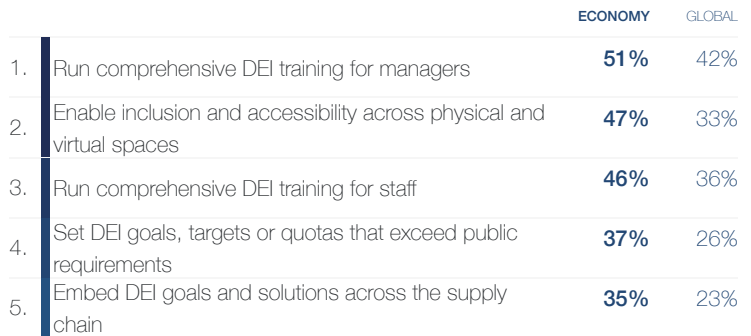 ECONOMY GLOBAL
1. Run comprehensive DEI training for managers 51% 42%
Enable inclusion and accessibility across physical and
2. 47% 33%
virtual spaces
3. Run comprehensive DEI training for staff 46% 36%
Set DEI goals, targets or quotas that exceed public
4. 37% 26%
requirements
Embed DEI goals and solutions across the supply
5. 35% 23%
chain